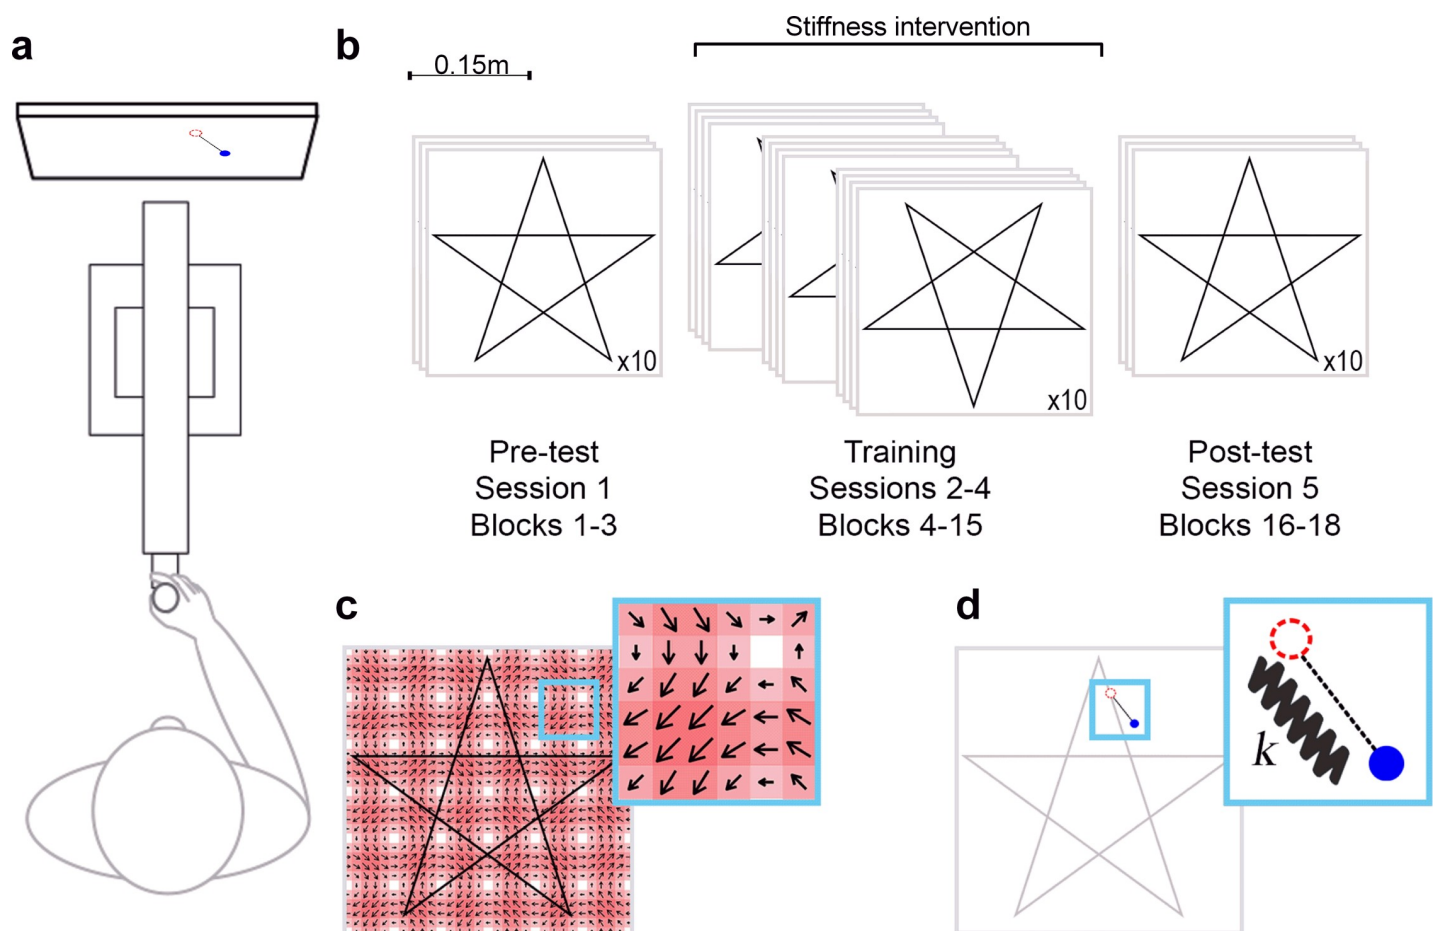 a
b
Stiffness intervention
0.15m
x10
x10
x10
Pre-test
Session 1
Blocks 1-3
Training
Sessions 2-4
Blocks 4-15
Post-test
Session 5
Blocks 16-18
c
d
k